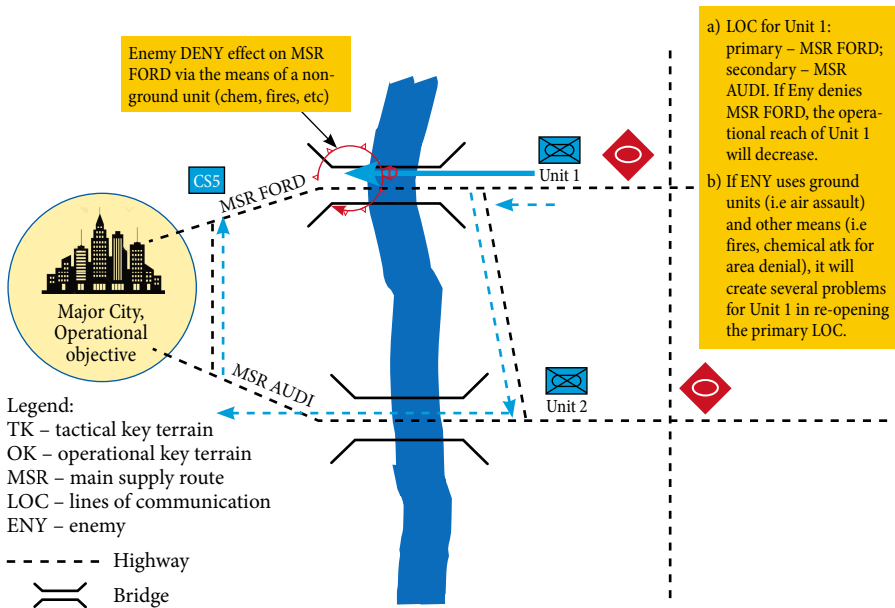 Enemy DENY effect on MSR
FORD via the means of a non-
ground unit (chem, fires, etc)
a) LOC for Unit 1:
primary – MSR FORD;
secondary – MSR
AUDI. If Eny denies
MSR FORD, the opera-
tional reach of Unit 1
will decrease.
b) If ENY uses ground
units (i.e air assault)
and other means (i.e
fires, chemical atk for
area denial), it will
create several problems
for Unit 1 in re-opening
the primary LOC.
CS5
MSR FORD
Unit 1
Major City,
Operational
objective
MSR AUDI
Unit 2
Legend:
TK – tactical key terrain
OK – operational key terrain
MSR – main supply route
LOC – lines of communication
ENY – enemy
Highway
Bridge